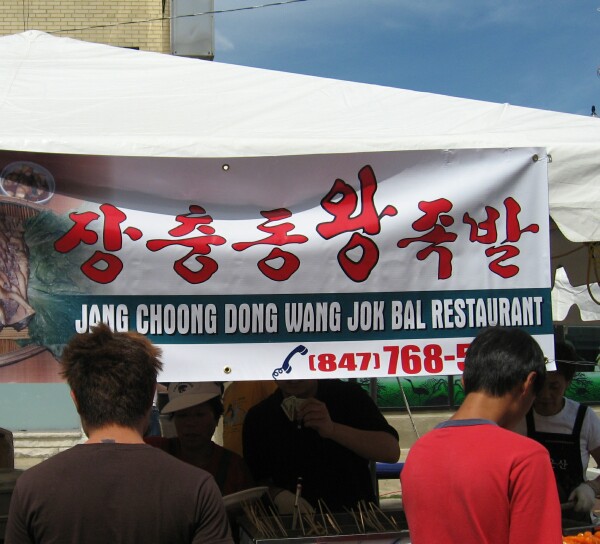 장충동왕족발
JANG CHOONG DONG WANG JOK BAL RESTAURANT
(847)768-5